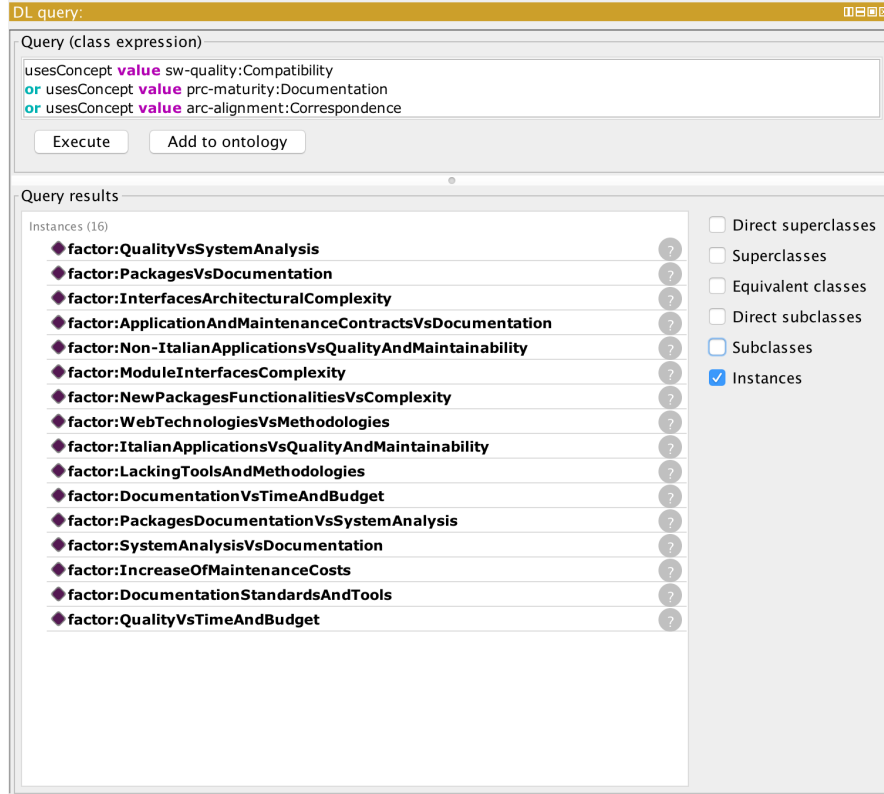 DL query:
Query (class expression)
usesConcept value sw-quality:Compatibility
or usesConcept value prc-maturity:Documentation
or usesConcept value arc-alignment:Correspondence
Execute
Add to ontology
Query results
Instances (16)
factor:QualityVsSystemAnalysis ?
factor:PackagesVsDocumentation ?
factor:InterfacesArchitecturalComplexity ?
factor:ApplicationAndMaintenanceContractsVsDocumentation ?
factor:Non-ItalianApplicationsVsQualityAndMaintainability ?
factor:ModuleInterfacesComplexity ?
factor:NewPackagesFunctionalitiesVsComplexity ?
factor:WebTechnologiesVsMethodologies ?
factor:ItalianApplicationsVsQualityAndMaintainability ?
factor:LackingToolsAndMethodologies ?
factor:DocumentationVsTimeAndBudget ?
factor:PackagesDocumentationVsSystemAnalysis ?
factor:SystemAnalysisVsDocumentation ?
factor:IncreaseOfMaintenanceCosts ?
factor:DocumentationStandardsAndTools ?
factor:QualityVsTimeAndBudget ?
Direct superclasses
Superclasses
Equivalent classes
Direct subclasses
Subclasses
Instances